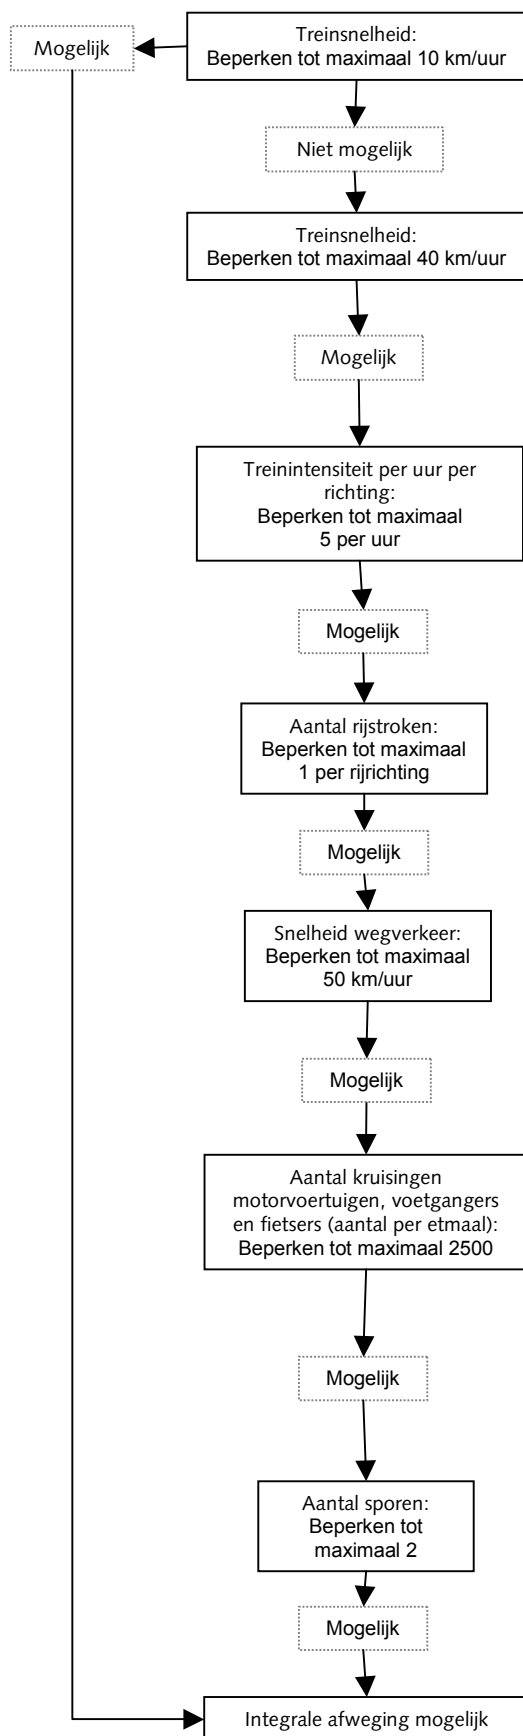 Mogelijk
Treinsnelheid:
Beperken tot maximaal 10 km/uur
Niet mogelijk
Treinsnelheid:
Beperken tot maximaal 40 km/uur
Mogelijk
Treinintensiteit per uur per
richting:
Beperken tot maximaal
5 per uur
Mogelijk
Aantal rijstroken:
Beperken tot maximaal
1 per rijrichting
Mogelijk
Snelheid wegverkeer:
Beperken tot maximaal
50 km/uur
Mogelijk
Aantal kruisingen
motorvoertuigen, voetgangers
en fietsers (aantal per etmaal):
Beperken tot maximaal 2500
Mogelijk
Aantal sporen:
Beperken tot
maximaal 2
Mogelijk
Integrale afweging mogelijk